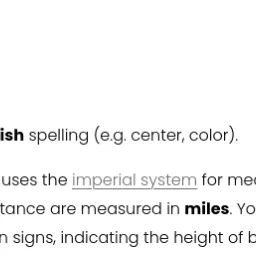 ish spelling (e.g. center, color).
uses the imperial system for mea
tance are measured in miles. Yo
n signs, indicating the height of b